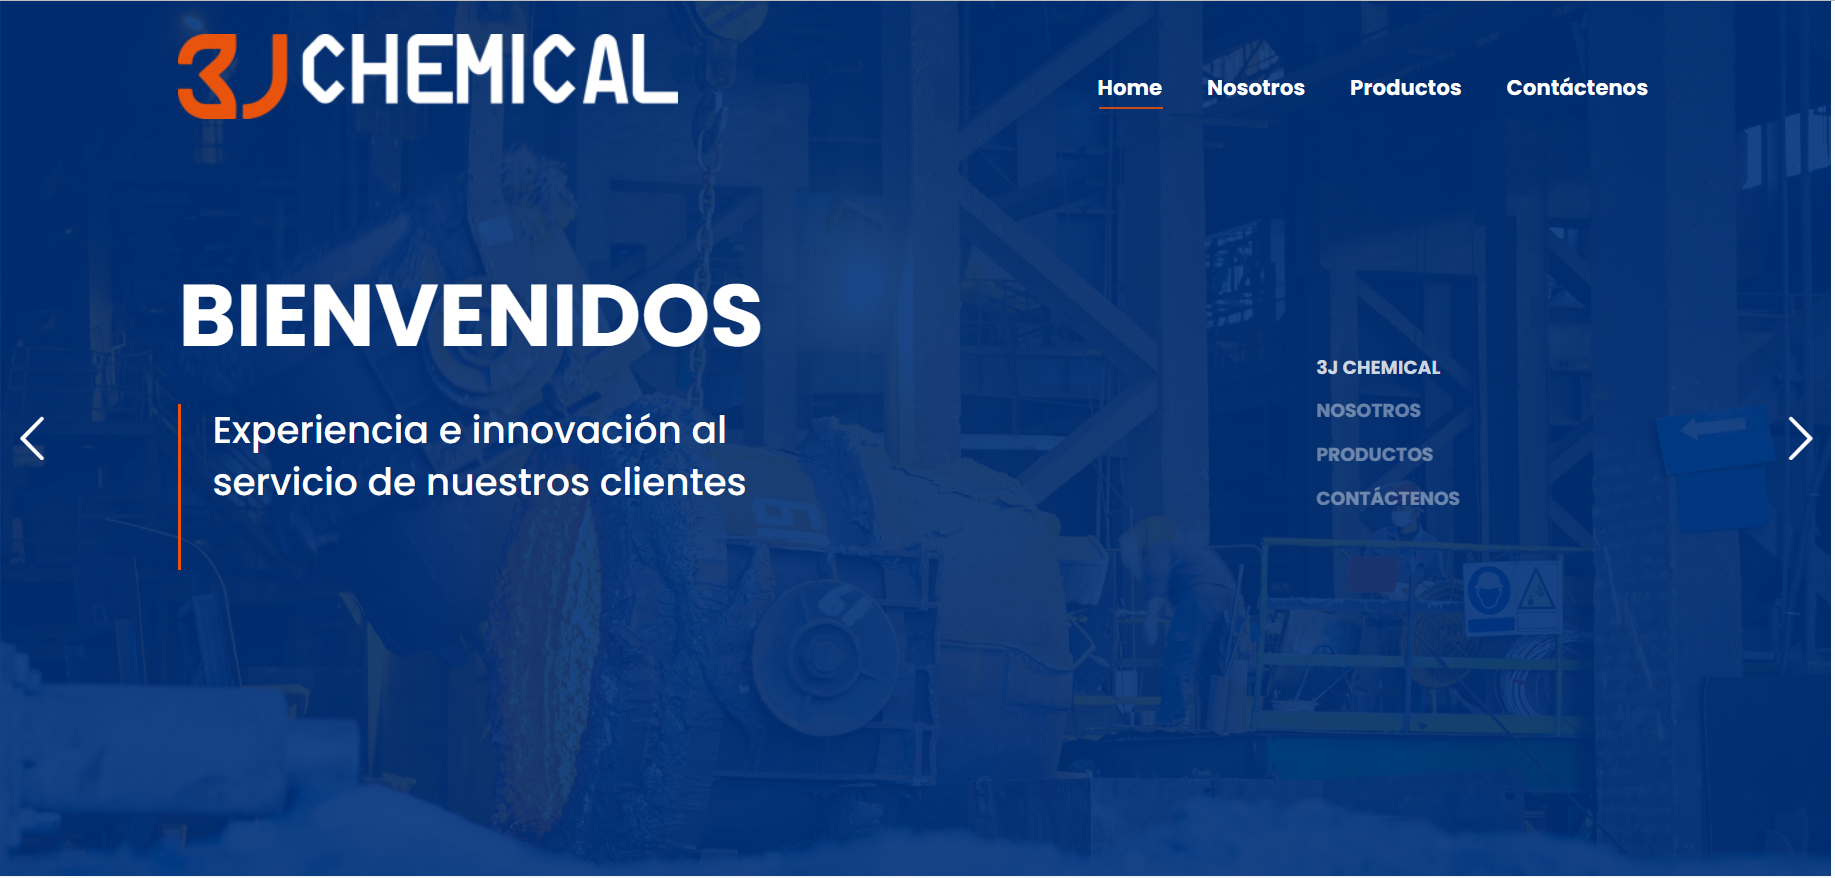 3J CHEMICAL
Home
Nosotros
Productos
Contáctenos
BIENVENIDOS
Experiencia e innovación al
servicio de nuestros clientes
3J CHEMICAL
NOSOTROS
PRODUCTOS
CONTÁCTENOS